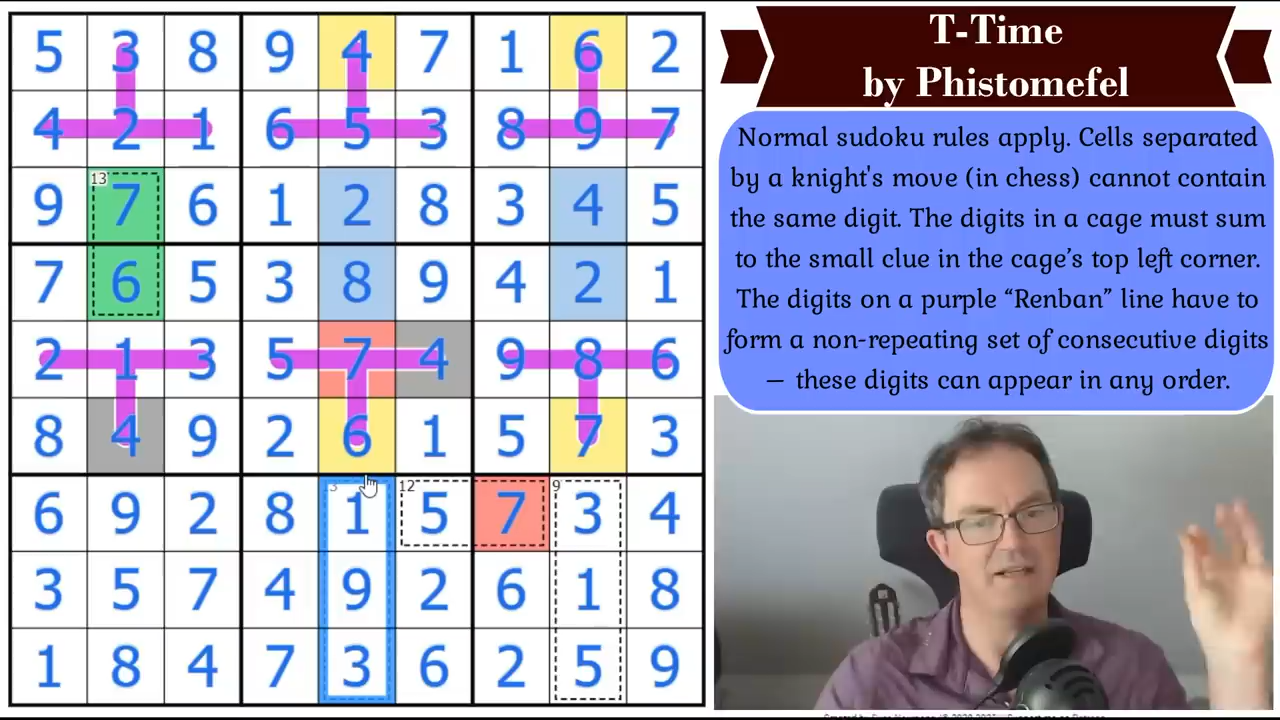 T-Time
by Phistomefel
Normal sudoku rules apply. Cells separated
by a knight's move (in chess) cannot contain
the same digit. The digits in a cage must sum
to the small clue in the cage’s top left corner.
The digits on a purple “Renban” line have to
form a non-repeating set of consecutive digits
– these digits can appear in any order.
5 3 8 9 4 7 1 6 2
4 2 1 6 5 3 8 9 7
13
9 7 6 1 2 8 3 4 5
7 6 5 3 8 9 4 2 1
2 1 3 5 7 4 9 8 6
8 4 9 2 6 1 5 7 3
12 9
6 9 2 8 1 5 7 3 4
3 5 7 4 9 2 6 1 8
1 8 4 7 3 6 2 5 9